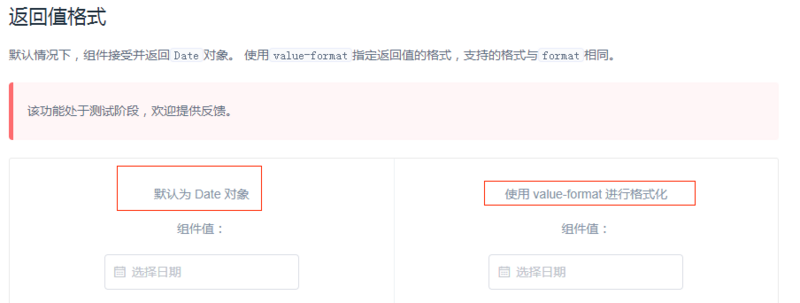 返回值格式
默认情况下，组件接受并返回 Date 对象。 使用 value-format 指定返回值的格式，支持的格式与 format 相同。
该功能处于测试阶段，欢迎提供反馈。
默认为 Date 对象
使用 value-format 进行格式化
组件值：
组件值：
选择日期
选择日期